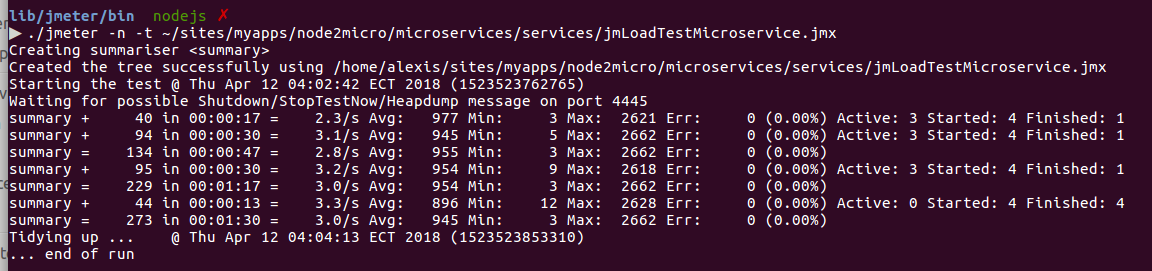 lib/jmeter/bin  nodejs ✗
▶ ./jmeter -n -t ~/sites/myapps/node2micro/microservices/services/jmLoadTestMicroservice.jmx
Creating summariser <summary>
Created the tree successfully using /home/alexis/sites/myapps/node2micro/microservices/services/jmLoadTestMicroservice.jmx
Starting the test @ Thu Apr 12 04:02:42 ECT 2018 (1523523762765)
Waiting for possible Shutdown/StopTestNow/Heapdump message on port 4445
summary +     40 in 00:00:17 =    2.3/s Avg:   977 Min:     3 Max:  2621 Err:     0 (0.00%) Active: 3 Started: 4 Finished: 1
summary +     94 in 00:00:30 =    3.1/s Avg:   945 Min:     5 Max:  2662 Err:     0 (0.00%) Active: 3 Started: 4 Finished: 1
summary =    134 in 00:00:47 =    2.8/s Avg:   955 Min:     3 Max:  2662 Err:     0 (0.00%)
summary +     95 in 00:00:30 =    3.2/s Avg:   954 Min:     9 Max:  2618 Err:     0 (0.00%) Active: 3 Started: 4 Finished: 1
summary =    229 in 00:01:17 =    3.0/s Avg:   954 Min:     3 Max:  2662 Err:     0 (0.00%)
summary +     44 in 00:00:13 =    3.3/s Avg:   896 Min:    12 Max:  2628 Err:     0 (0.00%) Active: 0 Started: 4 Finished: 4
summary =    273 in 00:01:30 =    3.0/s Avg:   945 Min:     3 Max:  2662 Err:     0 (0.00%)
Tidying up ...    @ Thu Apr 12 04:04:13 ECT 2018 (1523523853310)
... end of run